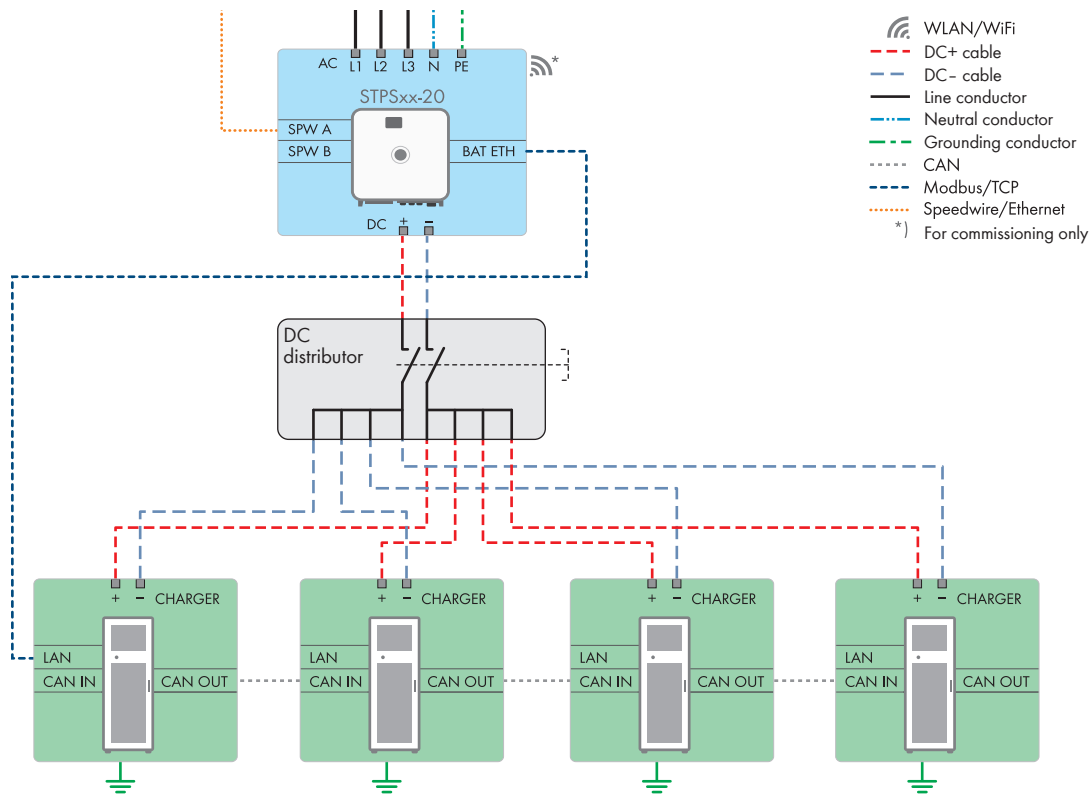 AC L1 L2 L3 N PE *
STPSxx-20
SPW A
SPW B
BAT ETH
DC + −
WLAN/WiFi
DC+ cable
DC− cable
Line conductor
Neutral conductor
Grounding conductor
CAN
Modbus/TCP
Speedwire/Ethernet
*) For commissioning only
DC
distributor
+ − CHARGER
LAN
CAN IN CAN OUT
+ − CHARGER
LAN
CAN IN CAN OUT
+ − CHARGER
LAN
CAN IN CAN OUT
+ − CHARGER
LAN
CAN IN CAN OUT